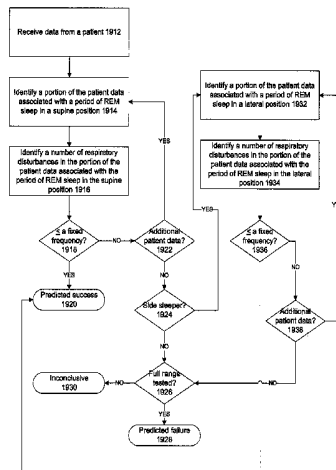 Receive data from a patient 1912
Identify a portion of the patient data
associated with a period of REM
sleep in a supine position 1914
Identify a number of respiratory
disturbances in the portion of the
patient data associated with the
period of REM sleep in the supine
position 1916
≤ a fixed
frequency?
1918
NO
YES
Predicted success
1920
Additional
patient data?
1922
YES
NO
Side sleeper?
1924
YES
NO
Full range
tested?
1926
NO
Inconclusive
1930
YES
Predicted failure
1928
Identify a portion of the patient data
associated with a period of REM
sleep in a lateral position 1932
Identify a number of respiratory
disturbances in the portion of the
patient data associated with the
period of REM sleep in the lateral
position 1934
≤ a fixed
frequency?
1936
NO
Additional
patient data?
1938
NO